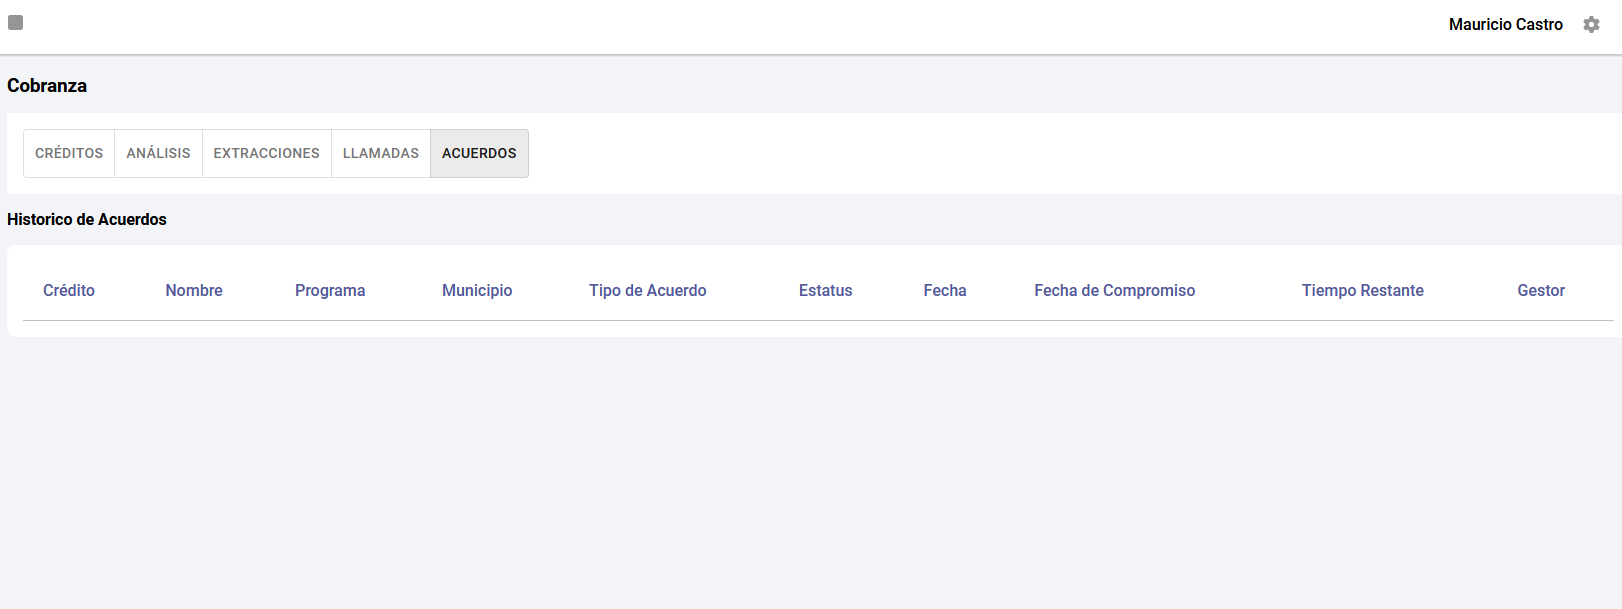 Mauricio Castro
Cobranza
CRÉDITOS ANÁLISIS EXTRACCIONES LLAMADAS ACUERDOS
Historico de Acuerdos
Crédito Nombre Programa Municipio Tipo de Acuerdo Estatus Fecha Fecha de Compromiso Tiempo Restante Gestor